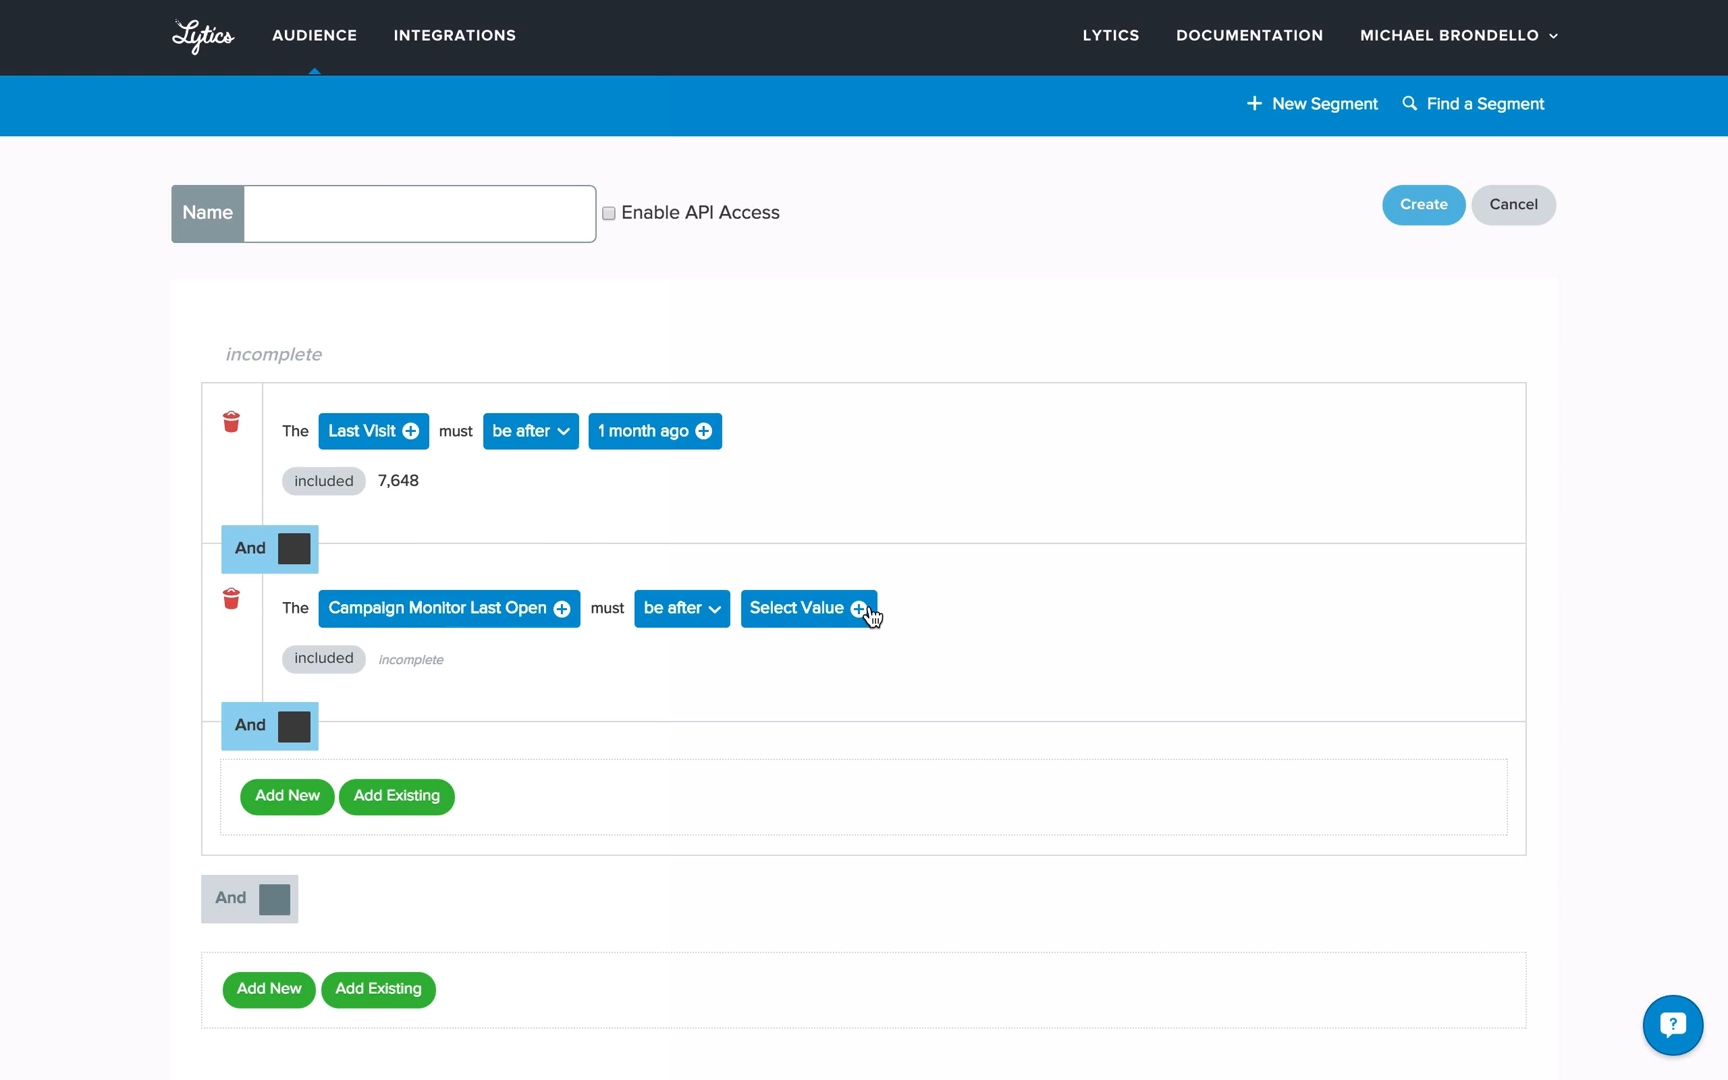 Lytics AUDIENCE INTEGRATIONS LYTICS DOCUMENTATION MICHAEL BRONDELLO
New Segment Find a Segment
Name Enable API Access Create Cancel
incomplete
The Last Visit must be after 1 month ago
included 7,648
And
The Campaign Monitor Last Open must be after Select Value
included incomplete
And
Add New Add Existing
And
Add New Add Existing
?